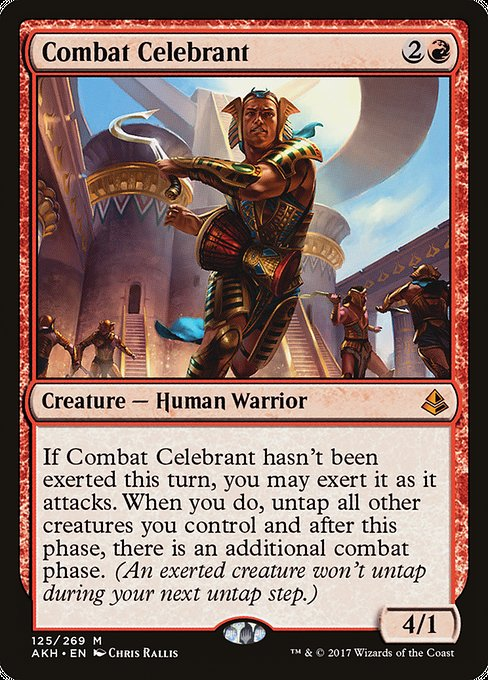 Combat Celebrant 2
Creature — Human Warrior
If Combat Celebrant hasn't been
exerted this turn, you may exert it as it
attacks. When you do, untap all other
creatures you control and after this
phase, there is an additional combat
phase. (An exerted creature won't untap
during your next untap step.)
4/1
125/269 M
AKH • EN Chris Rallis
™ & © 2017 Wizards of the Coast